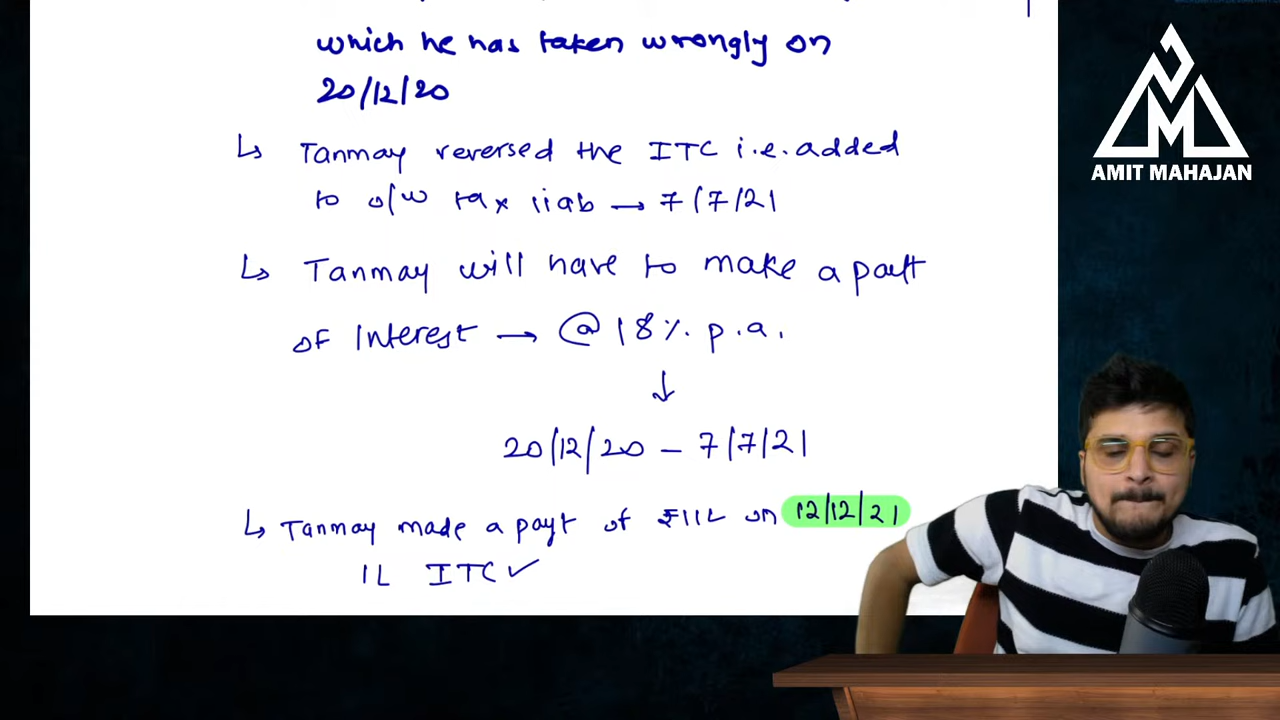 which he has taken wrongly on
20/12/20
↳ Tanmay reversed the ITC i.e. added
to o/w tax liab → 7/7/21
↳ Tanmay will have to make a payt
of Interest → @ 18% p.a.
↓
20/12/20 - 7/7/21
↳ Tanmay made a payt of ₹11L on 12/12/21
1L ITC ✓
AMIT MAHAJAN